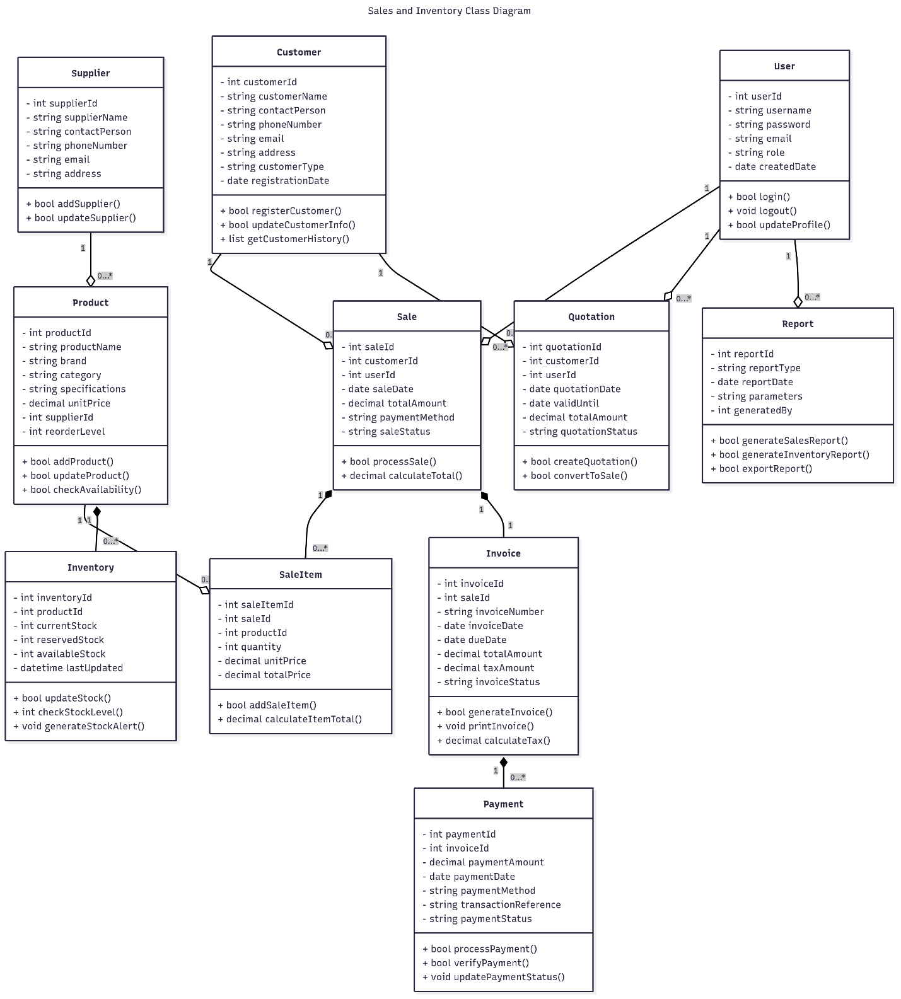 Sales and Inventory Class Diagram
Supplier
- int supplierId
- string supplierName
- string contactPerson
- string phoneNumber
- string email
- string address
+ bool addSupplier()
+ bool updateSupplier()
Customer
- int customerId
- string customerName
- string contactPerson
- string phoneNumber
- string email
- string address
- string customerType
- date registrationDate
+ bool registerCustomer()
+ bool updateCustomerInfo()
+ list getCustomerHistory()
User
- int userId
- string username
- string password
- string email
- string role
- date createdDate
+ bool login()
+ void logout()
+ bool updateProfile()
1
0...*
1
0.
1
0.
1
0...*
1
0...*
1
0...*
Product
- int productId
- string productName
- string brand
- string category
- string specifications
- decimal unitPrice
- int supplierId
- int reorderLevel
+ bool addProduct()
+ bool updateProduct()
+ bool checkAvailability()
Sale
- int saleId
- int customerId
- int userId
- date saleDate
- decimal totalAmount
- string paymentMethod
- string saleStatus
+ bool processSale()
+ decimal calculateTotal()
Quotation
- int quotationId
- int customerId
- int userId
- date quotationDate
- date validUntil
- decimal totalAmount
- string quotationStatus
+ bool createQuotation()
+ bool convertToSale()
Report
- int reportId
- string reportType
- date reportDate
- string parameters
- int generatedBy
+ bool generateSalesReport()
+ bool generateInventoryReport()
+ bool exportReport()
1
1
0...*
0.
1
0...*
1
1
Inventory
- int inventoryId
- int productId
- int currentStock
- int reservedStock
- int availableStock
- datetime lastUpdated
+ bool updateStock()
+ int checkStockLevel()
+ void generateStockAlert()
SaleItem
- int saleItemId
- int saleId
- int productId
- int quantity
- decimal unitPrice
- decimal totalPrice
+ bool addSaleItem()
+ decimal calculateItemTotal()
Invoice
- int invoiceId
- int saleId
- string invoiceNumber
- date invoiceDate
- date dueDate
- decimal totalAmount
- decimal taxAmount
- string invoiceStatus
+ bool generateInvoice()
+ void printInvoice()
+ decimal calculateTax()
1
0...*
Payment
- int paymentId
- int invoiceId
- decimal paymentAmount
- date paymentDate
- string paymentMethod
- string transactionReference
- string paymentStatus
+ bool processPayment()
+ bool verifyPayment()
+ void updatePaymentStatus()